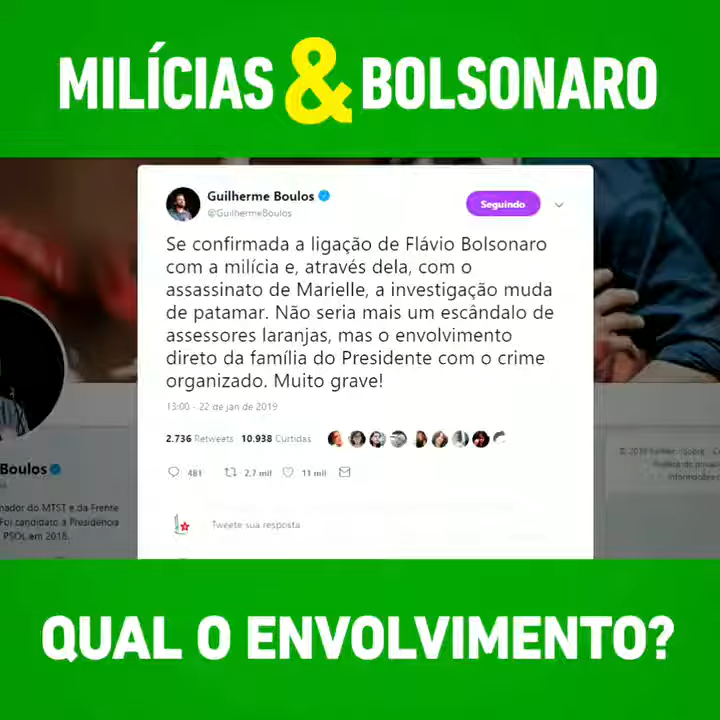 MILÍCIAS & BOLSONARO
Guilherme Boulos
@GuilhermeBoulos
Seguindo
Se confirmada a ligação de Flávio Bolsonaro
com a milícia e, através dela, com o
assassinato de Marielle, a investigação muda
de patamar. Não seria mais um escândalo de
assessores laranjas, mas o envolvimento
direto da família do Presidente com o crime
organizado. Muito grave!
13:00 - 22 de jan de 2019
2.736 Retweets 10.938 Curtidas
481 2,7 mil 11 mil
Tweete sua resposta
Boulos
nador do MTST e da Frente
Foi candidato a Presidência
PSOL em 2018.
© 2019
QUAL O ENVOLVIMENTO?